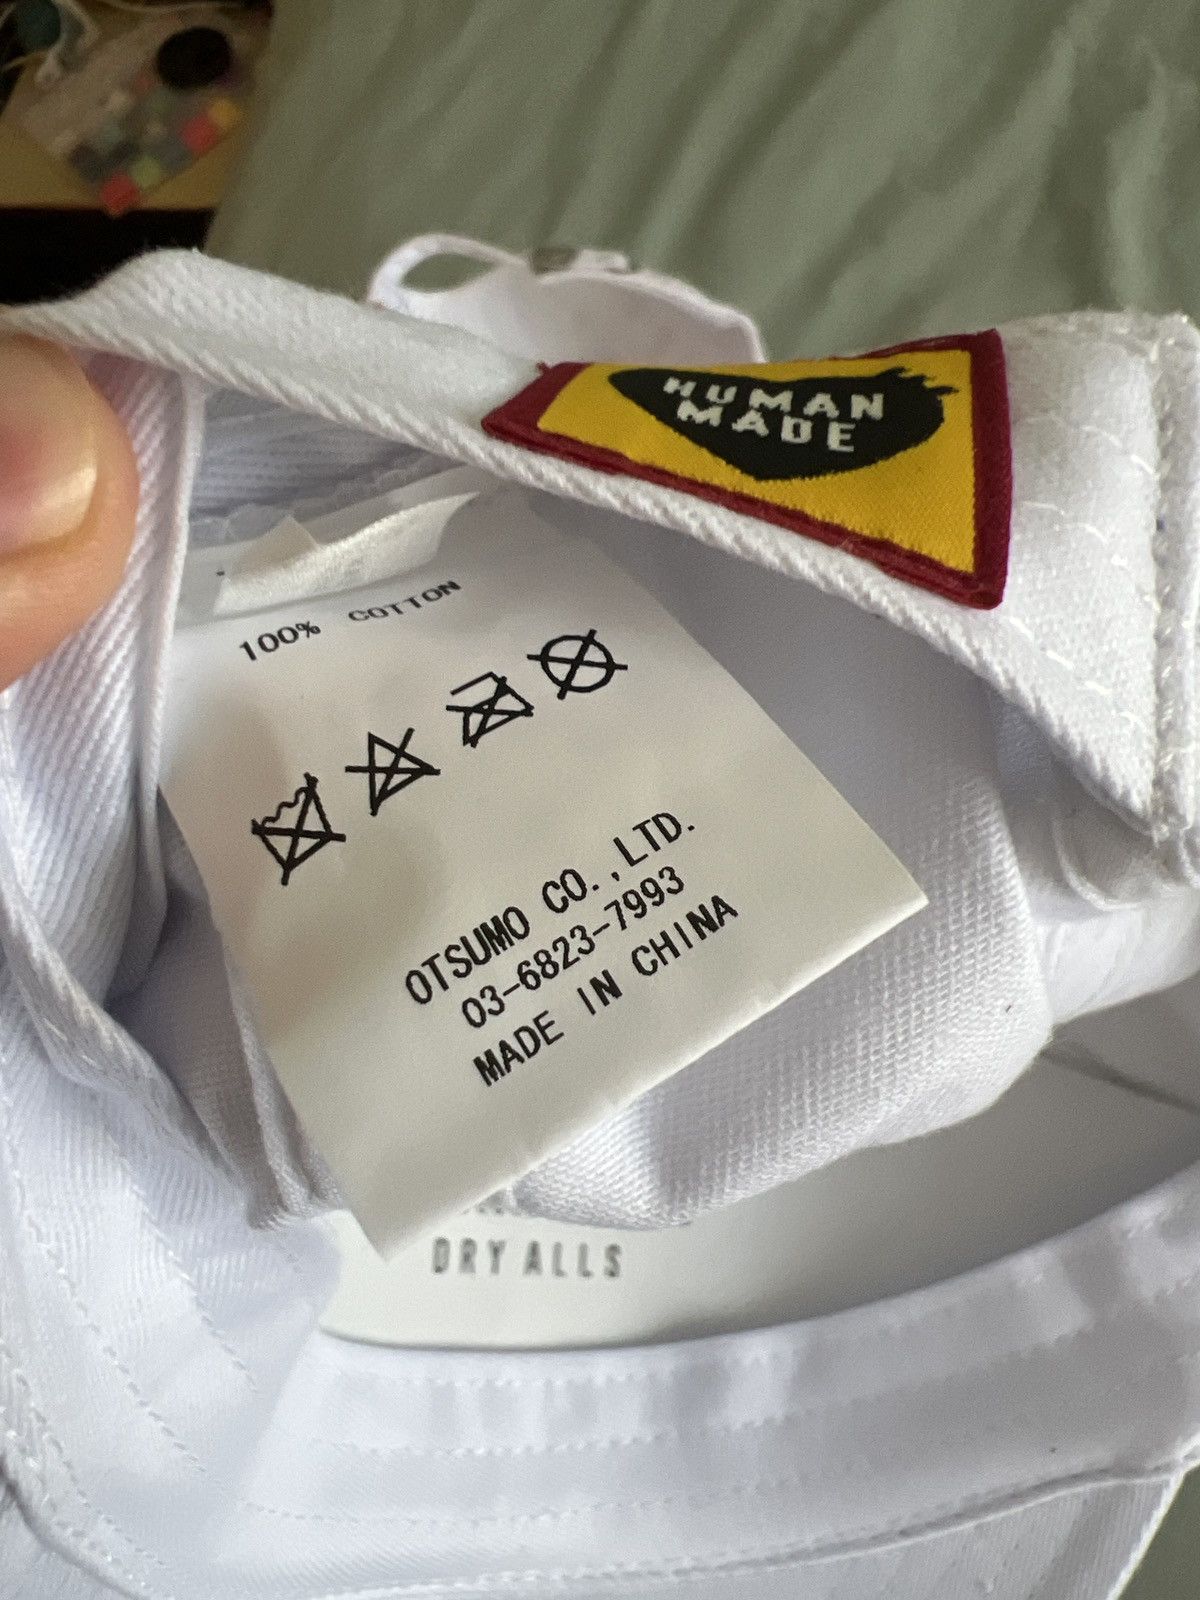 HUMAN
MADE
100% COTTON
OTSUMO CO.,LTD.
03-6823-7993
MADE IN CHINA
DRY ALLS